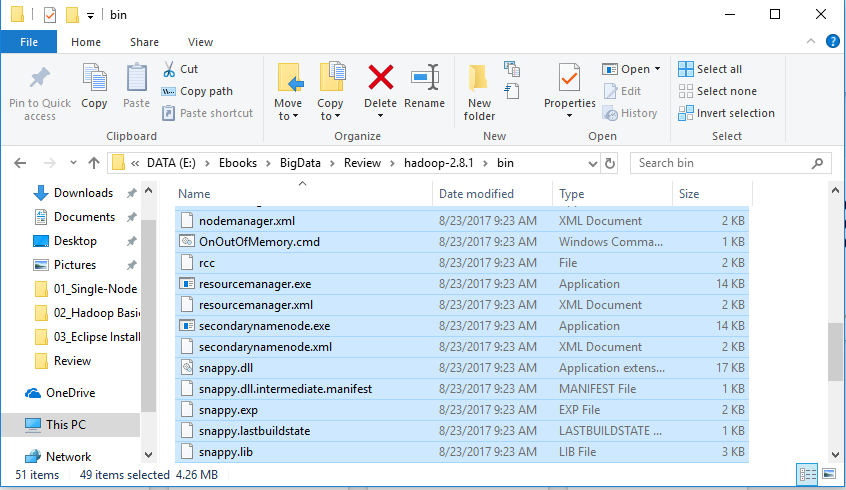 bin
File Home Share View
Pin to Quick access
Copy
Paste
Cut
Copy path
Paste shortcut
Clipboard
Move to
Copy to
Delete
Rename
Organize
New folder
New
Properties
Open
Edit
History
Open
Select all
Select none
Invert selection
Select
« DATA (E:) › Ebooks › BigData › Review › hadoop-2.8.1 › bin
Search bin
Downloads
Documents
Desktop
Pictures
01_Single-Node
02_Hadoop Basic
03_Eclipse Install
Review
OneDrive
This PC
Network
Name Date modified Type Size
nodemanager.xml 8/23/2017 9:23 AM XML Document 2 KB
OnOutOfMemory.cmd 8/23/2017 9:23 AM Windows Comma... 1 KB
rcc 8/23/2017 9:23 AM File 2 KB
resourcemanager.exe 8/23/2017 9:23 AM Application 14 KB
resourcemanager.xml 8/23/2017 9:23 AM XML Document 2 KB
secondarynamenode.exe 8/23/2017 9:23 AM Application 14 KB
secondarynamenode.xml 8/23/2017 9:23 AM XML Document 2 KB
snappy.dll 8/23/2017 9:23 AM Application extens... 17 KB
snappy.dll.intermediate.manifest 8/23/2017 9:23 AM MANIFEST File 1 KB
snappy.exp 8/23/2017 9:23 AM EXP File 2 KB
snappy.lastbuildstate 8/23/2017 9:23 AM LASTBUILDSTATE ... 1 KB
snappy.lib 8/23/2017 9:23 AM LIB File 3 KB
51 items 49 items selected 4.26 MB